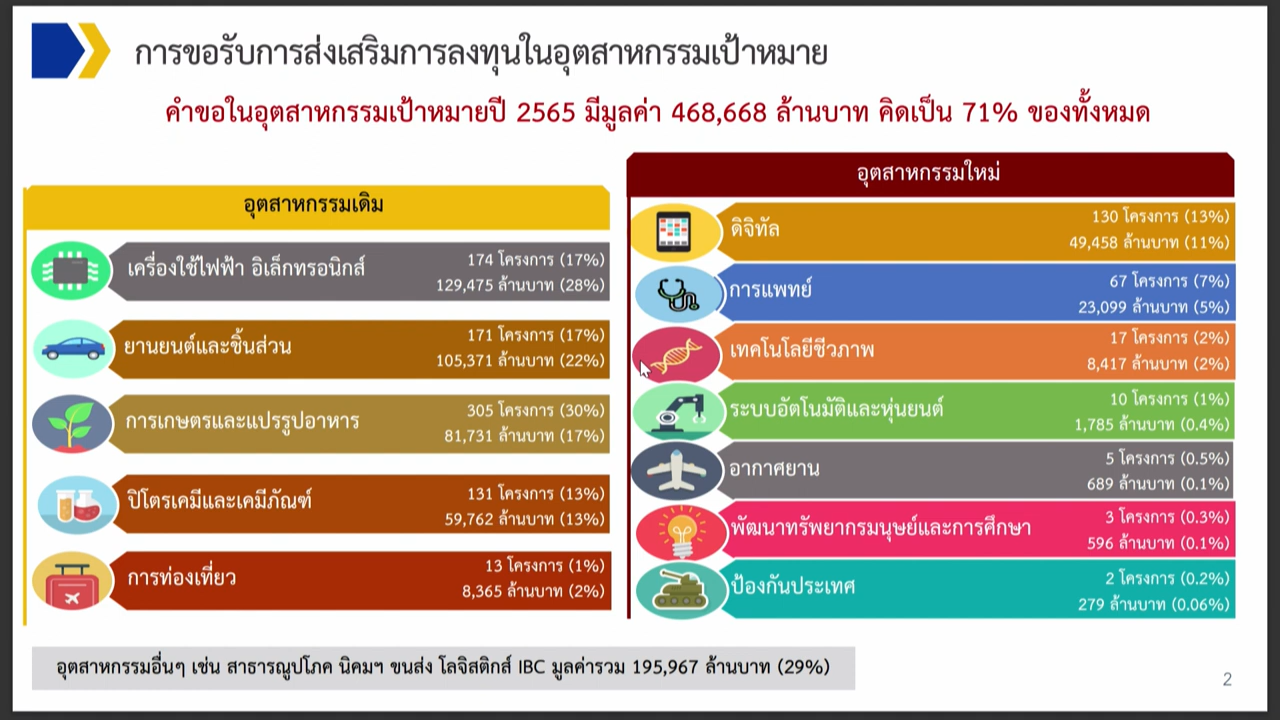 การขอรับการส่งเสริมการลงทุนในอุตสาหกรรมเป้าหมาย
คำขอในอุตสาหกรรมเป้าหมายปี 2565 มีมูลค่า 468,668 ล้านบาท คิดเป็น 71% ของทั้งหมด
อุตสาหกรรมเดิม
เครื่องใช้ไฟฟ้า อิเล็กทรอนิกส์
174 โครงการ (17%)
129,475 ล้านบาท (28%)
ยานยนต์และชิ้นส่วน
171 โครงการ (17%)
105,371 ล้านบาท (22%)
การเกษตรและแปรรูปอาหาร
305 โครงการ (30%)
81,731 ล้านบาท (17%)
ปิโตรเคมีและเคมีภัณฑ์
131 โครงการ (13%)
59,762 ล้านบาท (13%)
การท่องเที่ยว
13 โครงการ (1%)
8,365 ล้านบาท (2%)
อุตสาหกรรมใหม่
ดิจิทัล
130 โครงการ (13%)
49,458 ล้านบาท (11%)
การแพทย์
67 โครงการ (7%)
23,099 ล้านบาท (5%)
เทคโนโลยีชีวภาพ
17 โครงการ (2%)
8,417 ล้านบาท (2%)
ระบบอัตโนมัติและหุ่นยนต์
10 โครงการ (1%)
1,785 ล้านบาท (0.4%)
อากาศยาน
5 โครงการ (0.5%)
689 ล้านบาท (0.1%)
พัฒนาทรัพยากรมนุษย์และการศึกษา
3 โครงการ (0.3%)
596 ล้านบาท (0.1%)
ป้องกันประเทศ
2 โครงการ (0.2%)
279 ล้านบาท (0.06%)
อุตสาหกรรมอื่นๆ เช่น สาธารณูปโภค นิคมฯ ขนส่ง โลจิสติกส์ IBC มูลค่ารวม 195,967 ล้านบาท (29%)
2